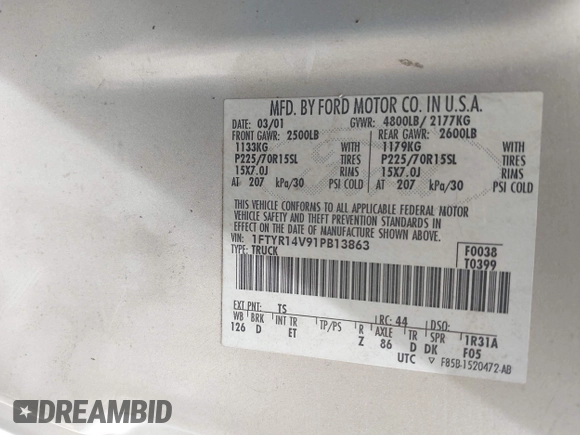 MFD. BY FORD MOTOR CO. IN U.S.A.
DATE: 03/01 GVWR: 4800LB/ 2177KG
FRONT GAWR: 2500LB REAR GAWR: 2600LB
1133KG WITH 1179KG WITH
P225/70R15SL TIRES P225/70R15SL TIRES
15X7.0J RIMS 15X7.0J RIMS
AT 207 kPa/30 PSI COLD AT 207 kPa/30 PSI COLD
THIS VEHICLE CONFORMS TO ALL APPLICABLE FEDERAL MOTOR
VEHICLE SAFETY AND THEFT PREVENTION STANDARDS IN
EFFECT ON THE DATE OF MANUFACTURE SHOWN ABOVE.
VIN: 1FTYR14V91PB13863 F0038
TYPE: TRUCK T0399
EXT PNT: TS RC: 44 DSO:
WB BRK INT TR TP/PS R AXLE TR SPR 1R31A
126 D ET Z 86 D DK F05
UTC ▽ F85B-1520472-AB
DREAMBID